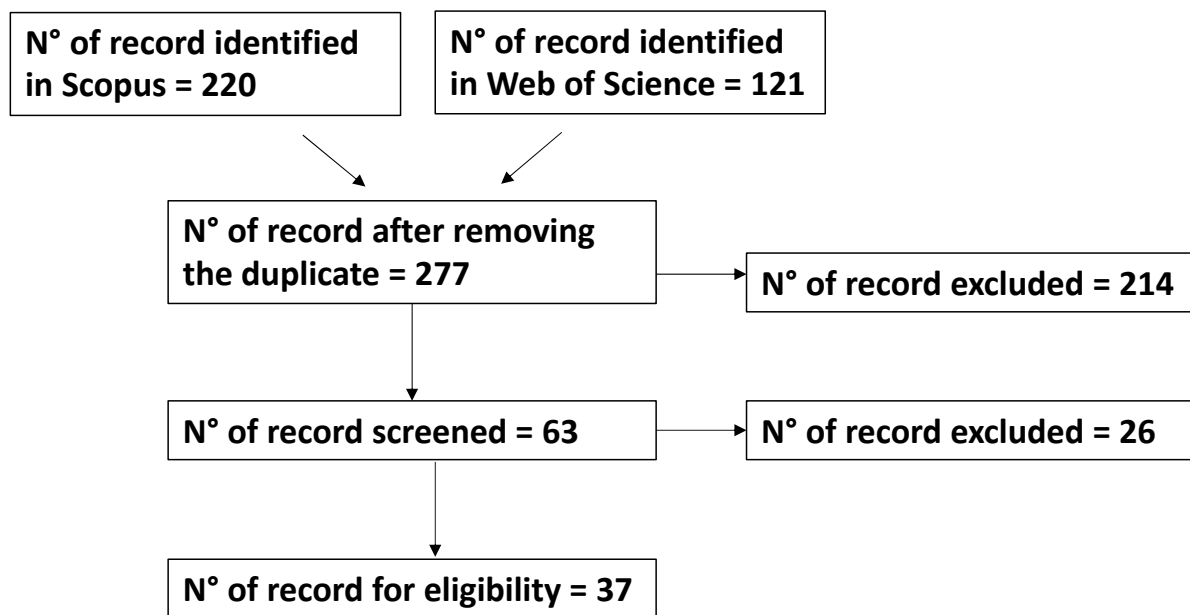 N° of record identified
in Scopus = 220
N° of record identified
in Web of Science = 121
N° of record after removing
the duplicate = 277
N° of record excluded = 214
N° of record screened = 63
N° of record excluded = 26
N° of record for eligibility = 37